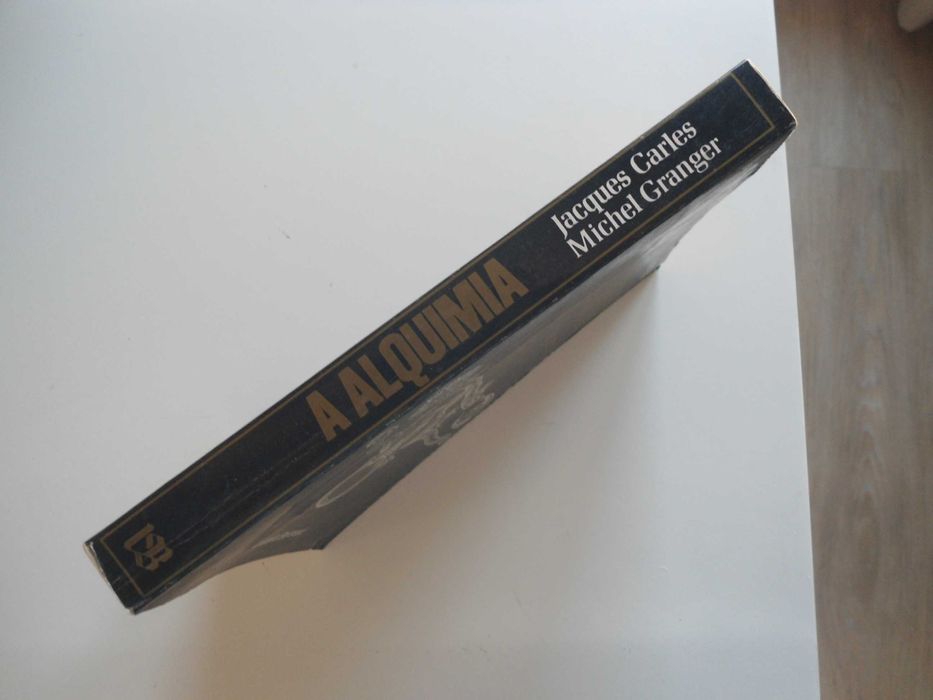 Jacques Carles
Michel Granger
A ALQUIMIA